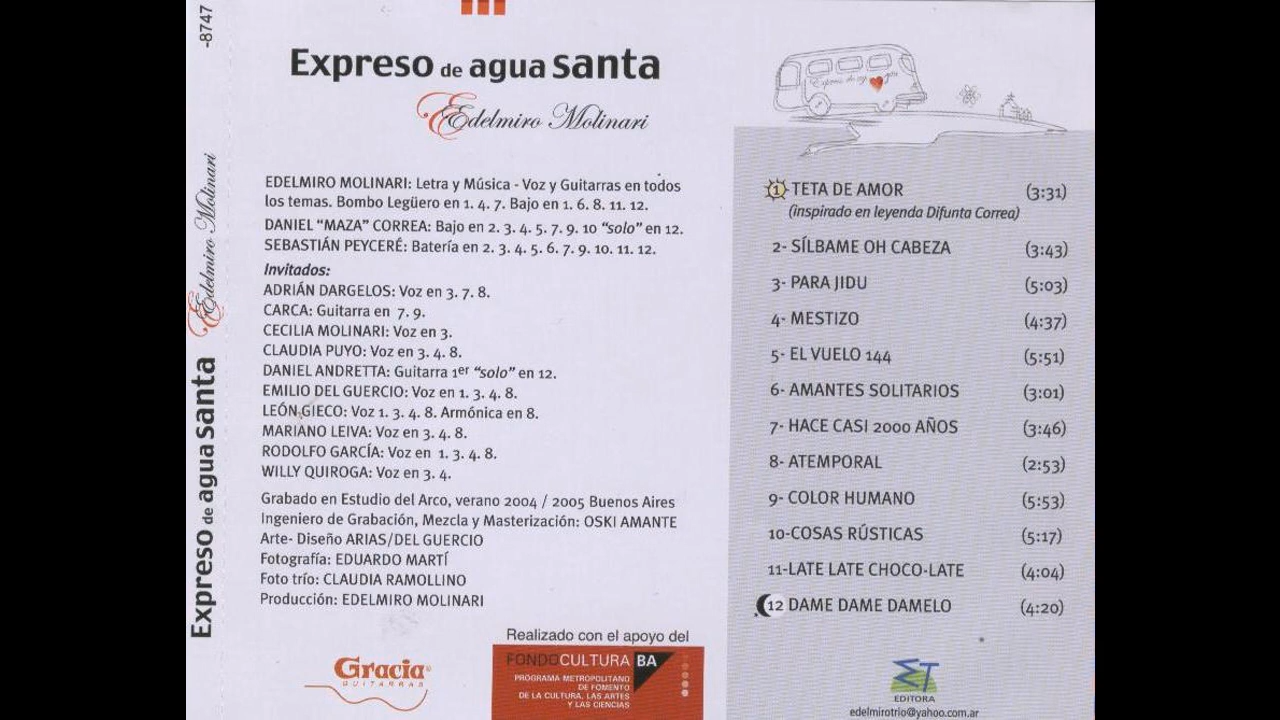 -8747
Edelmiro Molinari
Expreso de agua santa
Expreso de agua santa
Edelmiro Molinari
EDELMIRO MOLINARI: Letra y Música - Voz y Guitarras en todos
los temas. Bombo Legüero en 1. 4. 7. Bajo en 1. 6. 8. 11. 12.
DANIEL “MAZA” CORREA: Bajo en 2. 3. 4. 5. 7. 9. 10 “solo” en 12.
SEBASTIÁN PEYCERÉ: Batería en 2. 3. 4. 5. 6. 7. 9. 10. 11. 12.
Invitados:
ADRIÁN DARGELOS: Voz en 3. 7. 8.
CARCA: Guitarra en 7. 9.
CECILIA MOLINARI: Voz en 3.
CLAUDIA PUYO: Voz en 3. 4. 8.
DANIEL ANDRETTA: Guitarra 1er “solo” en 12.
EMILIO DEL GUERCIO: Voz en 1. 3. 4. 8.
LEÓN GIECO: Voz 1. 3. 4. 8. Armónica en 8.
MARIANO LEIVA: Voz en 3. 4. 8.
RODOLFO GARCÍA: Voz en 1. 3. 4. 8.
WILLY QUIROGA: Voz en 3. 4.
Grabado en Estudio del Arco, verano 2004 / 2005 Buenos Aires
Ingeniero de Grabación, Mezcla y Masterización: OSKI AMANTE
Arte- Diseño ARIAS/DEL GUERCIO
Fotografía: EDUARDO MARTÍ
Foto trío: CLAUDIA RAMOLLINO
Producción: EDELMIRO MOLINARI
Gracia®
GUITARRAS
Realizado con el apoyo del
FONDOCULTURA BA
PROGRAMA METROPOLITANO
DE FOMENTO
DE LA CULTURA, LAS ARTES
Y LAS CIENCIAS
Expreso de
1 TETA DE AMOR (3:31)
(inspirado en leyenda Difunta Correa)
2- SÍLBAME OH CABEZA (3:43)
3- PARA JIDU (5:03)
4- MESTIZO (4:37)
5- EL VUELO 144 (5:51)
6- AMANTES SOLITARIOS (3:01)
7- HACE CASI 2000 AÑOS (3:46)
8- ATEMPORAL (2:53)
9- COLOR HUMANO (5:53)
10-COSAS RÚSTICAS (5:17)
11-LATE LATE CHOCO-LATE (4:04)
12 DAME DAME DAMELO (4:20)
ET
EDITORA
edelmirotrio@yahoo.com.ar